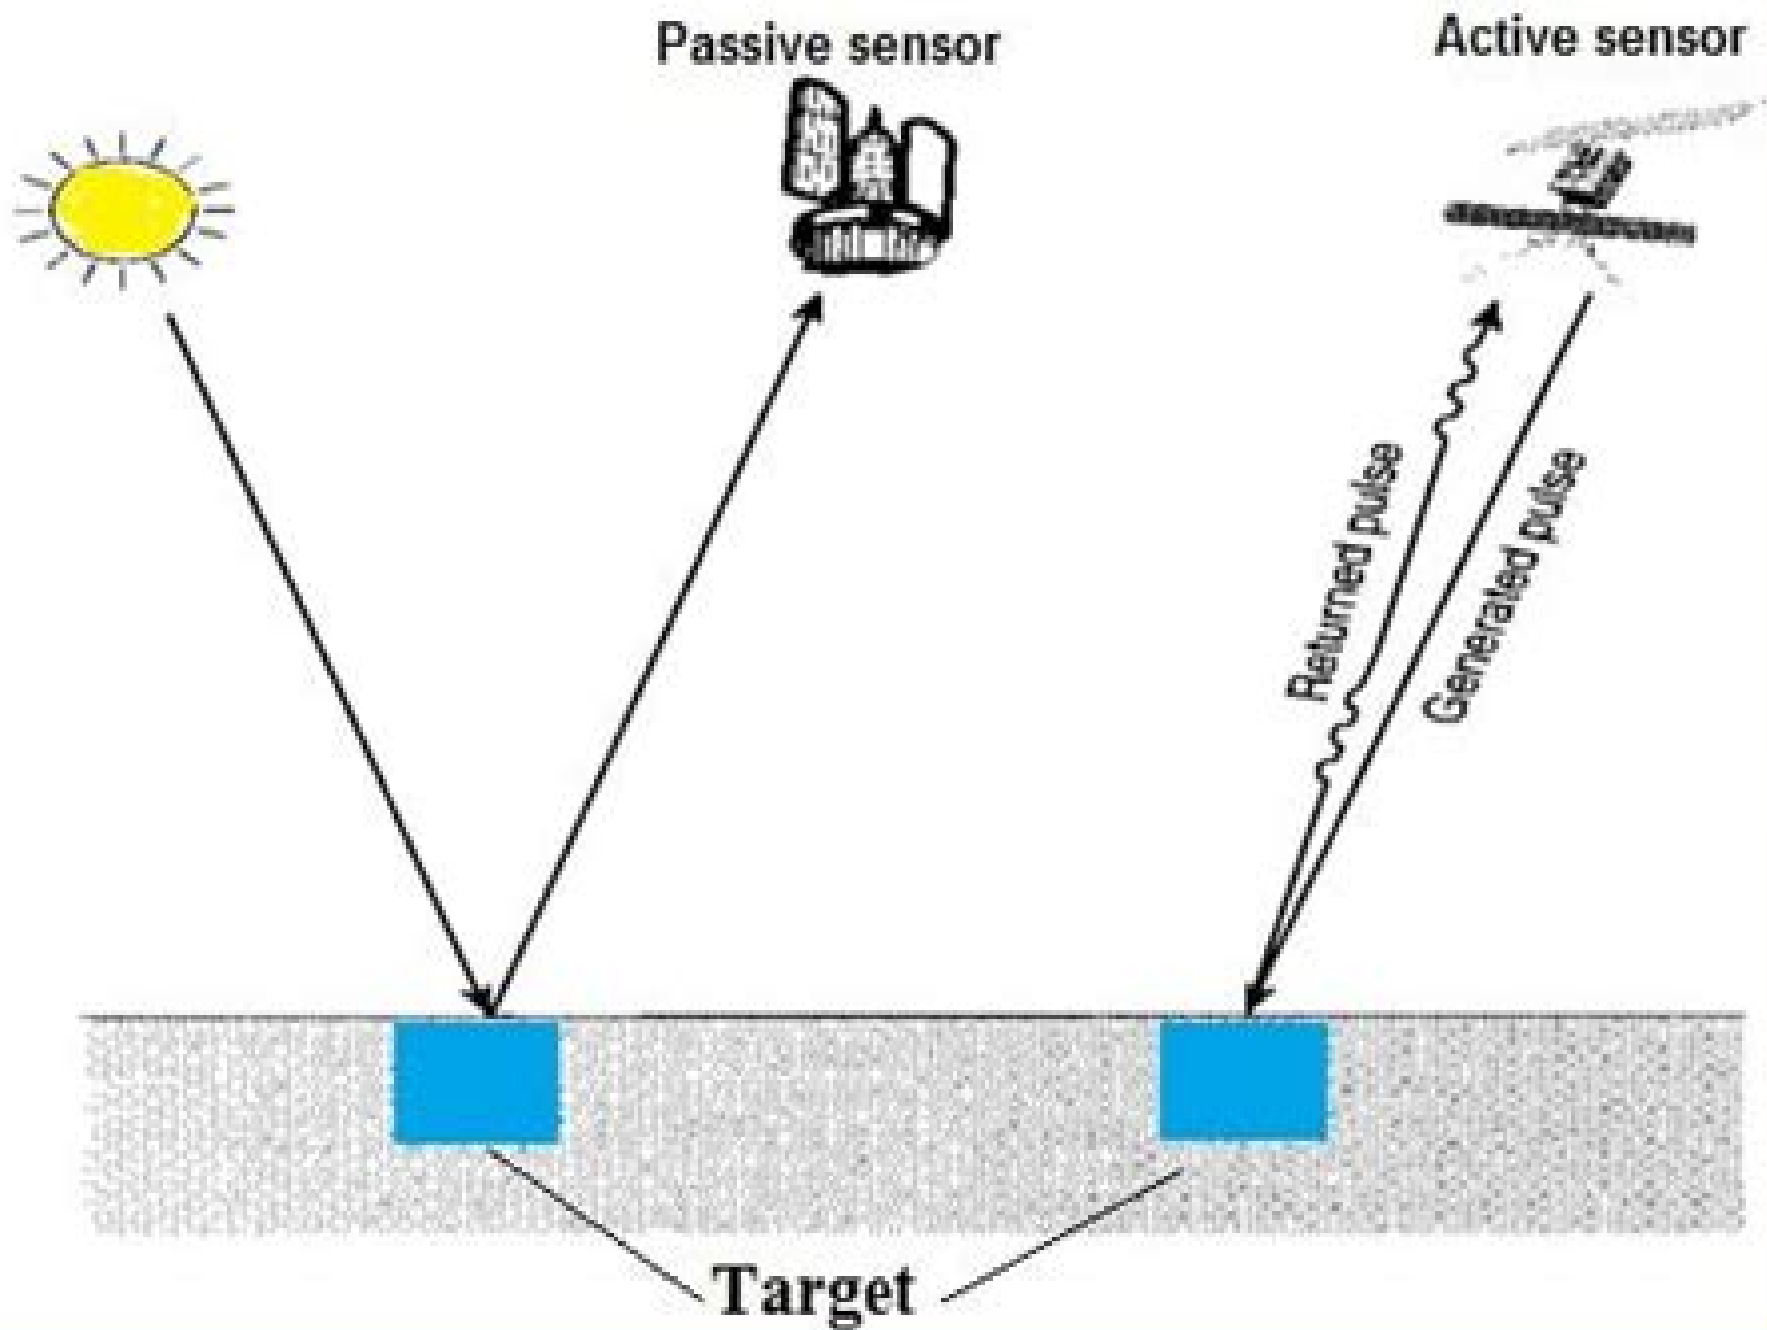 Passive sensor
Active sensor
Returned pulse
Generated pulse
Target